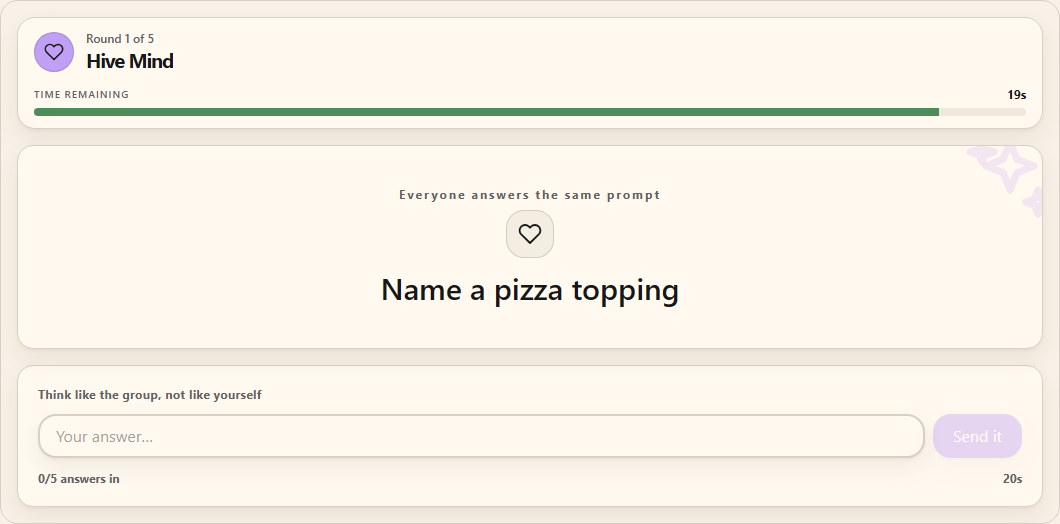 Round 1 of 5
Hive Mind
TIME REMAINING
19s
Everyone answers the same prompt
Name a pizza topping
Think like the group, not like yourself
Your answer...
Send it
0/5 answers in
20s